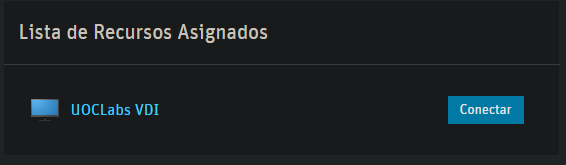 Lista de Recursos Asignados
UOCLabs VDI
Conectar